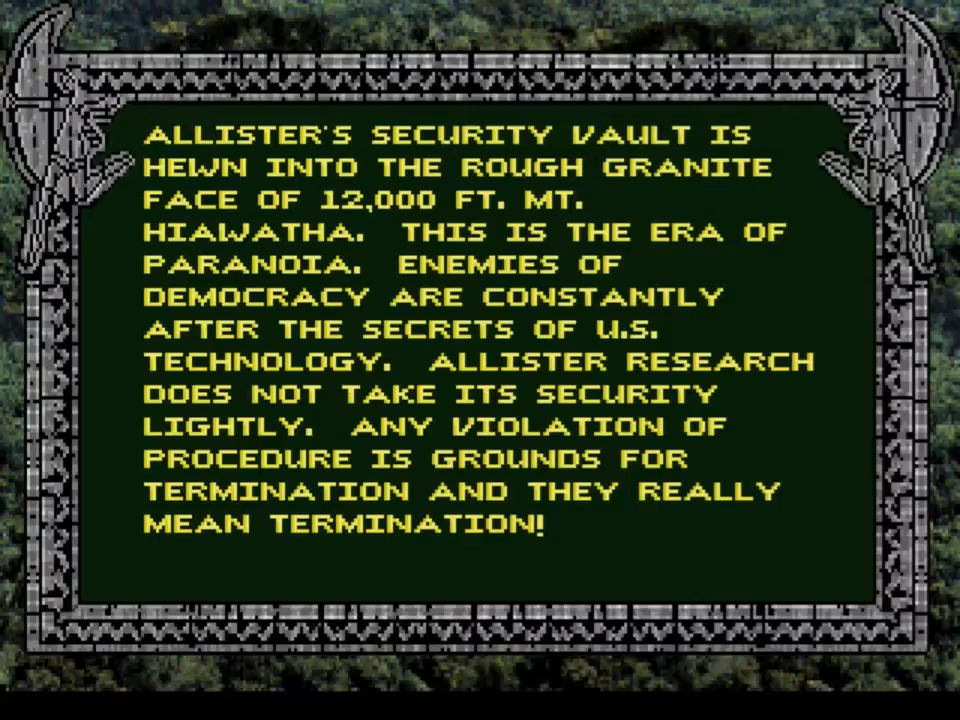 ALLISTER'S SECURITY VAULT IS
HEWN INTO THE ROUGH GRANITE
FACE OF 12,000 FT. MT.
HIAWATHA.  THIS IS THE ERA OF
PARANOIA.  ENEMIES OF
DEMOCRACY ARE CONSTANTLY
AFTER THE SECRETS OF U.S.
TECHNOLOGY.  ALLISTER RESEARCH
DOES NOT TAKE ITS SECURITY
LIGHTLY.  ANY VIOLATION OF
PROCEDURE IS GROUNDS FOR
TERMINATION AND THEY REALLY
MEAN TERMINATION!